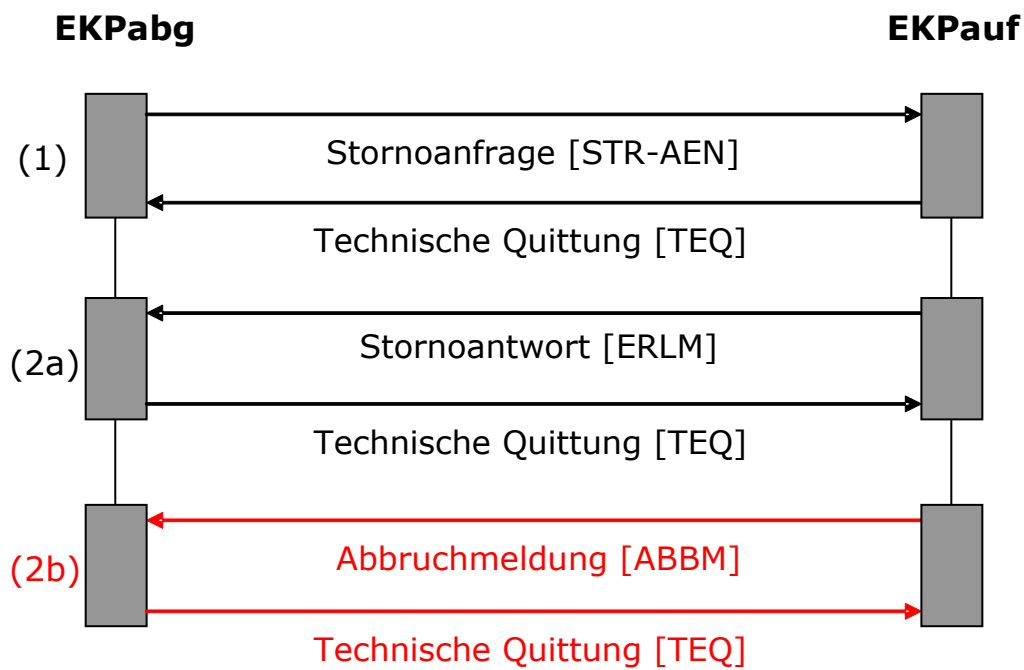 EKPabg
EKPauf
(1)
Stornoanfrage [STR-AEN]
Technische Quittung [TEQ]
(2a)
Stornoantwort [ERLM]
Technische Quittung [TEQ]
(2b)
Abbruchmeldung [ABBM]
Technische Quittung [TEQ]